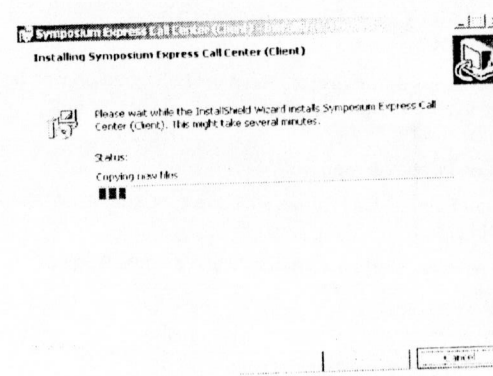 Symposium Express Call Center (Client)
Installing Symposium Express Call Center (Client)
Please wait while the InstallShield Wizard installs Symposium Express Call
Center (Client). This might take several minutes.
Status:
Copying new files
Cancel